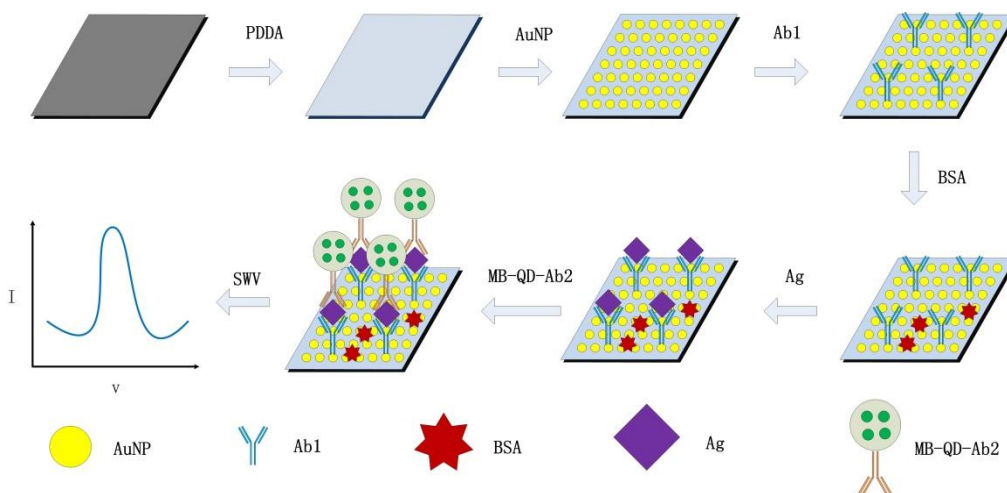 PDDA
AuNP
Ab1
BSA
Ag
MB-QD-Ab2
SWV
I
V
AuNP
Ab1
BSA
Ag
MB-QD-Ab2